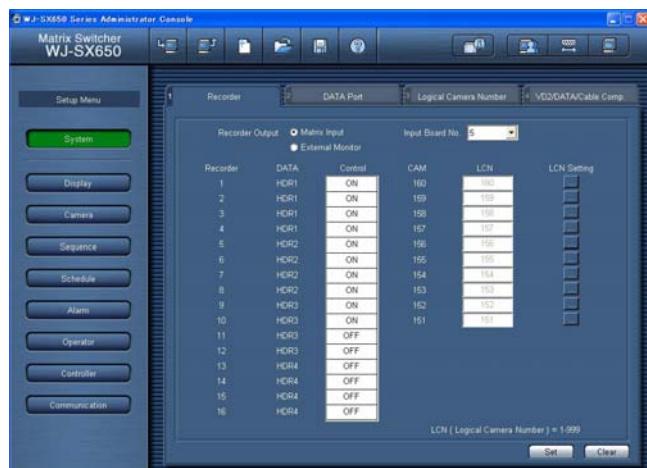 WJ-SX650 Series Administrator Console
Matrix Switcher
WJ-SX650
Setup Menu
System
Display
Camera
Sequence
Schedule
Alarm
Operator
Controller
Communication
1 Recorder 2 DATA Port 3 Logical Camera Number 4 VD2/DATA/Cable Comp.
Recorder Output Matrix Input Input Board No. 5
External Monitor
Recorder DATA Control CAM LCN LCN Setting
1 HDR1 ON 160 160
2 HDR1 ON 159 159
3 HDR1 ON 158 158
4 HDR1 ON 157 157
5 HDR2 ON 156 156
6 HDR2 ON 155 155
7 HDR2 ON 154 154
8 HDR2 ON 153 153
9 HDR3 ON 152 152
10 HDR3 ON 151 151
11 HDR3 OFF
12 HDR3 OFF
13 HDR4 OFF
14 HDR4 OFF
15 HDR4 OFF
16 HDR4 OFF
LCN ( Logical Camera Number ) = 1-999
Set Clear